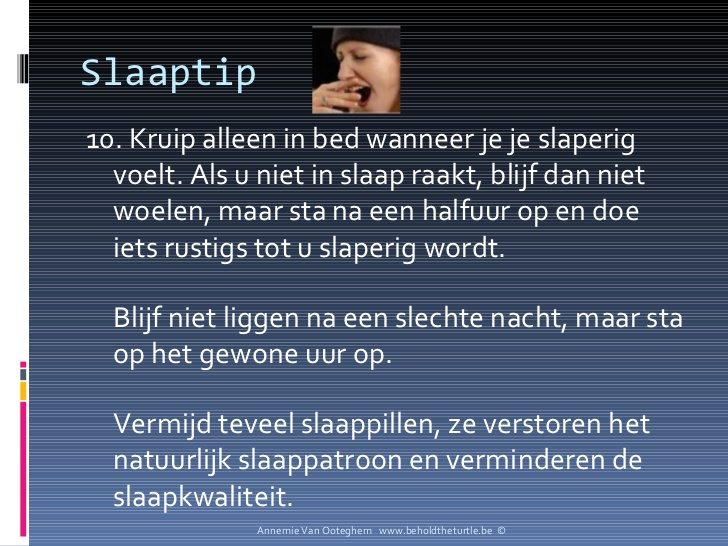 Slaaptip
10. Kruip alleen in bed wanneer je je slaperig
voelt. Als u niet in slaap raakt, blijf dan niet
woelen, maar sta na een halfuur op en doe
iets rustigs tot u slaperig wordt.
Blijf niet liggen na een slechte nacht, maar sta
op het gewone uur op.
Vermijd teveel slaappillen, ze verstoren het
natuurlijk slaappatroon en verminderen de
slaapkwaliteit.
Annemie Van Ooteghem www.beholdtheturtle.be ©